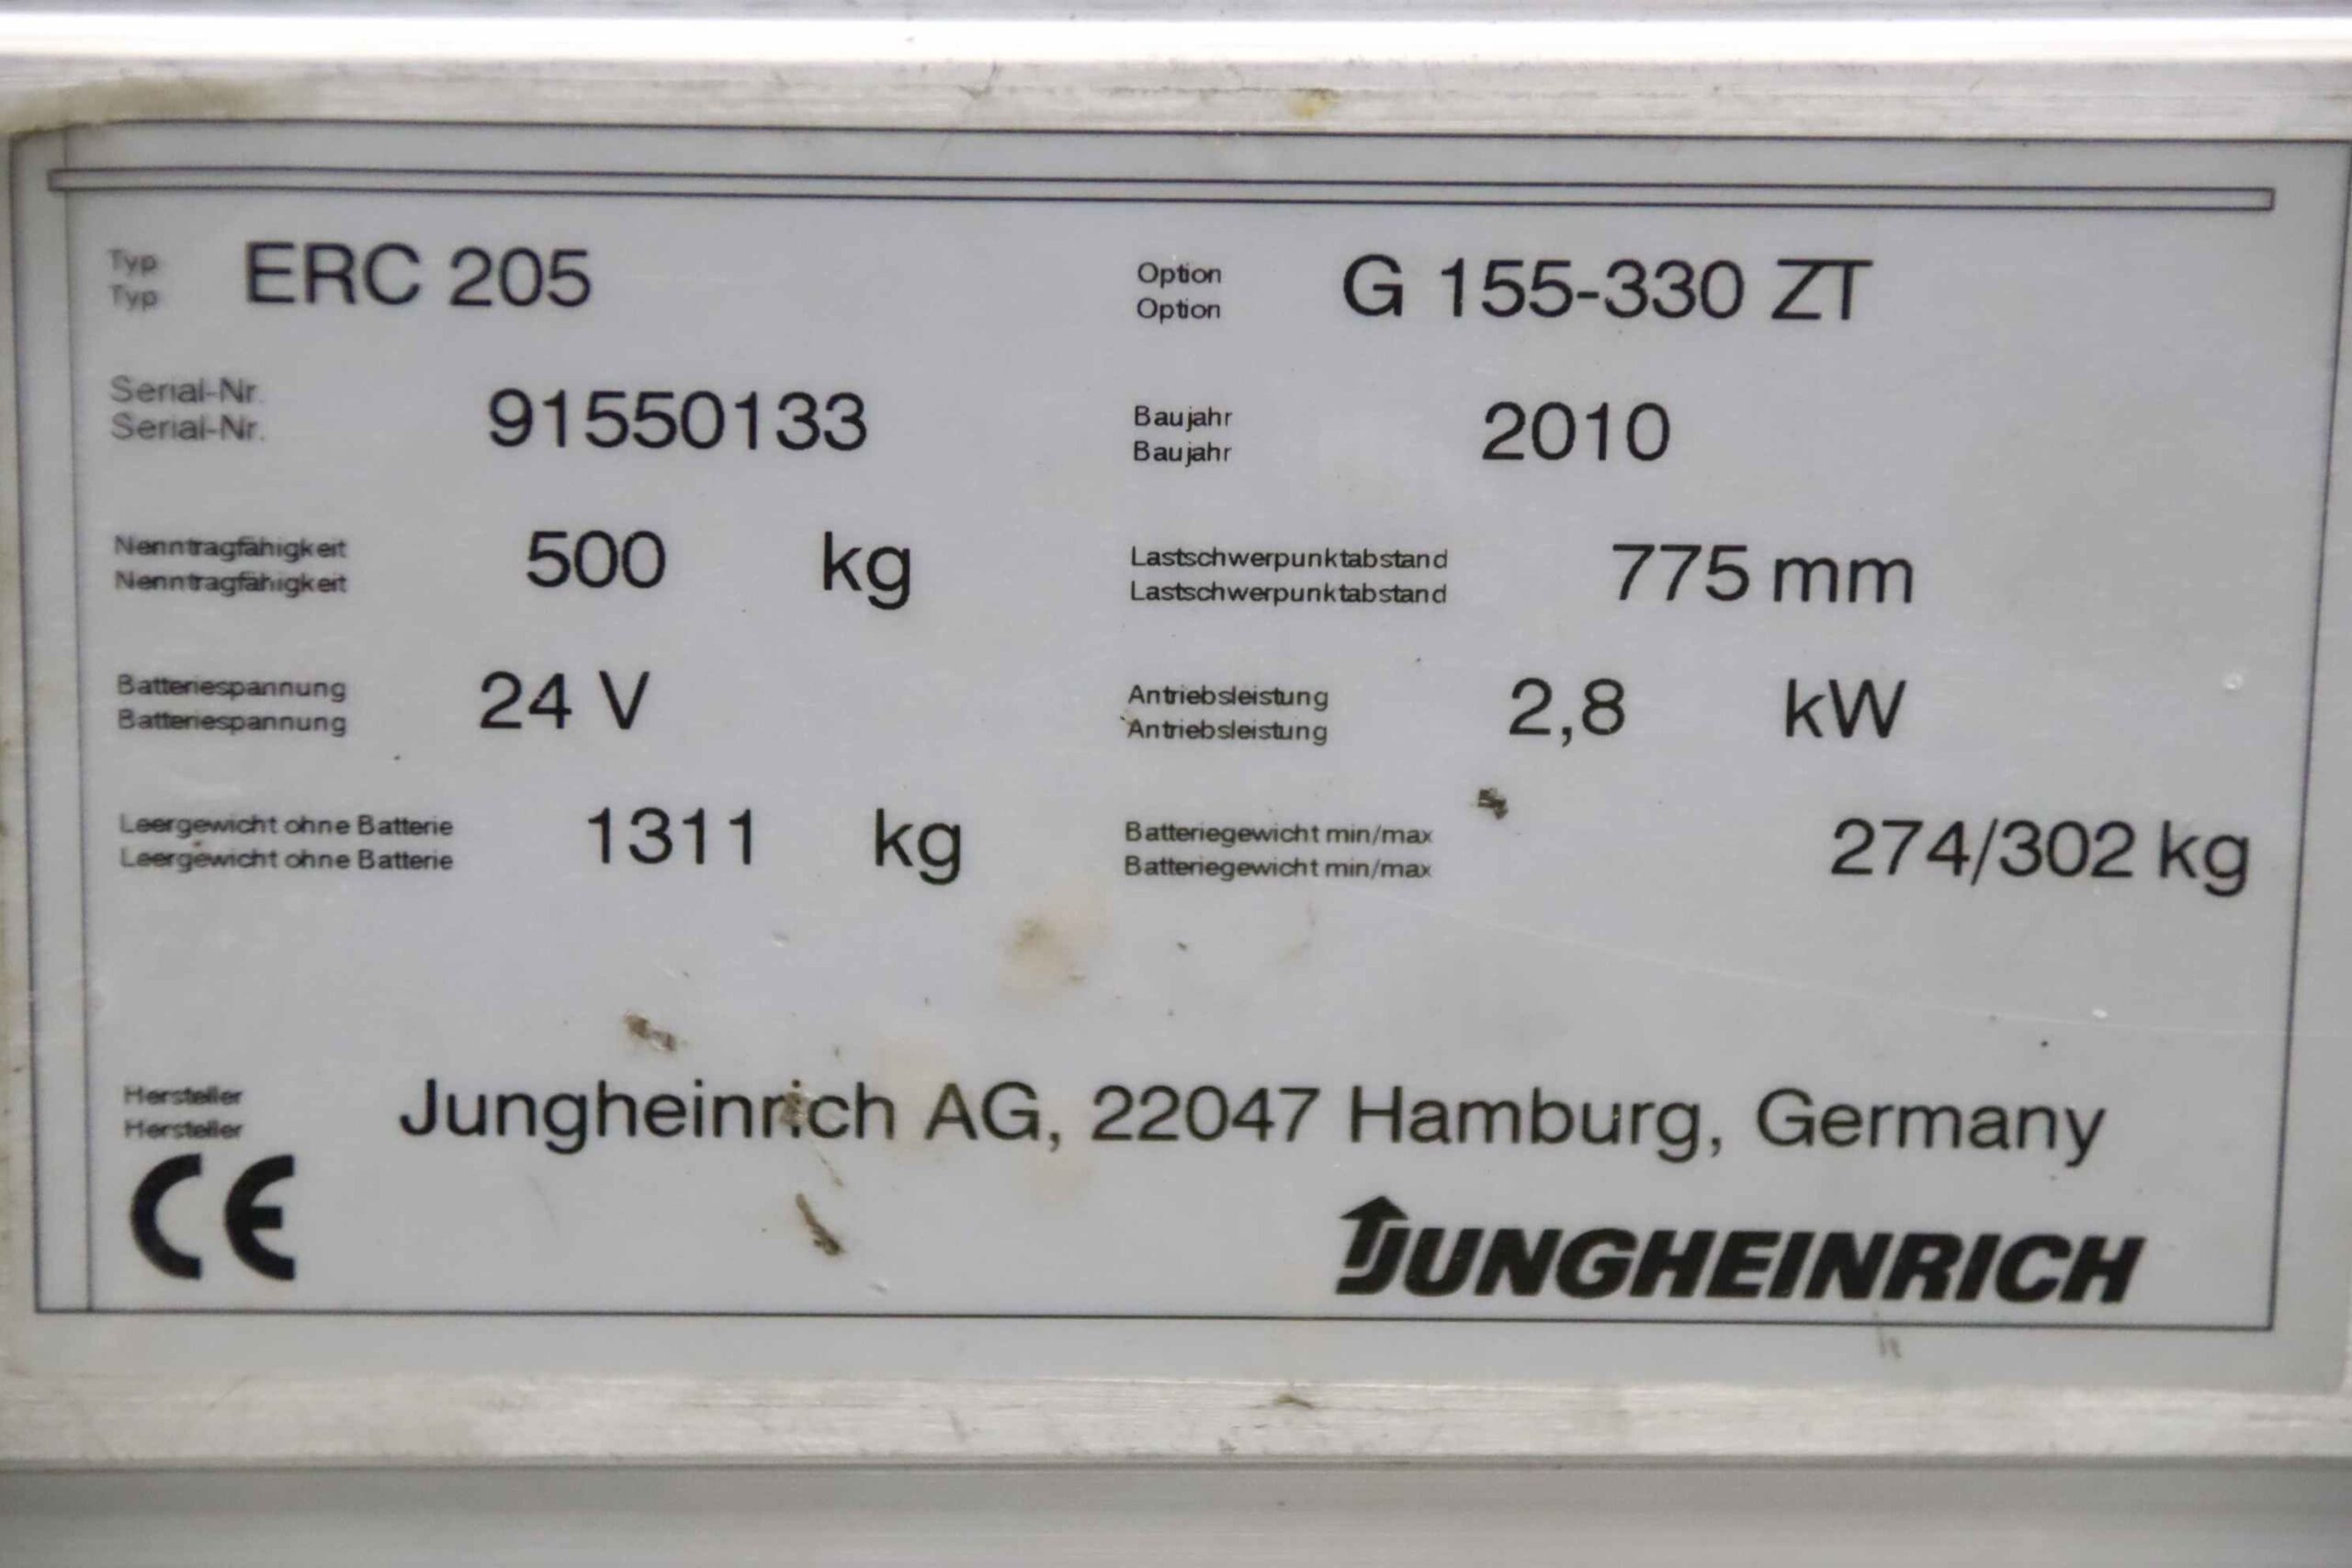 Typ ERC 205 Option G 155-330 ZT
Typ Option
Serial-Nr. 91550133 Baujahr 2010
Serial-Nr. Baujahr
Nenntragfähigkeit 500 kg Lastschwerpunktabstand 775 mm
Nenntragfähigkeit Lastschwerpunktabstand
Batteriespannung 24 V Antriebsleistung 2,8 kW
Batteriespannung Antriebsleistung
Leergewicht ohne Batterie 1311 kg Batteriegewicht min/max 274/302 kg
Leergewicht ohne Batterie Batteriegewicht min/max
Hersteller Jungheinrich AG, 22047 Hamburg, Germany
Hersteller
CE
JUNGHEINRICH